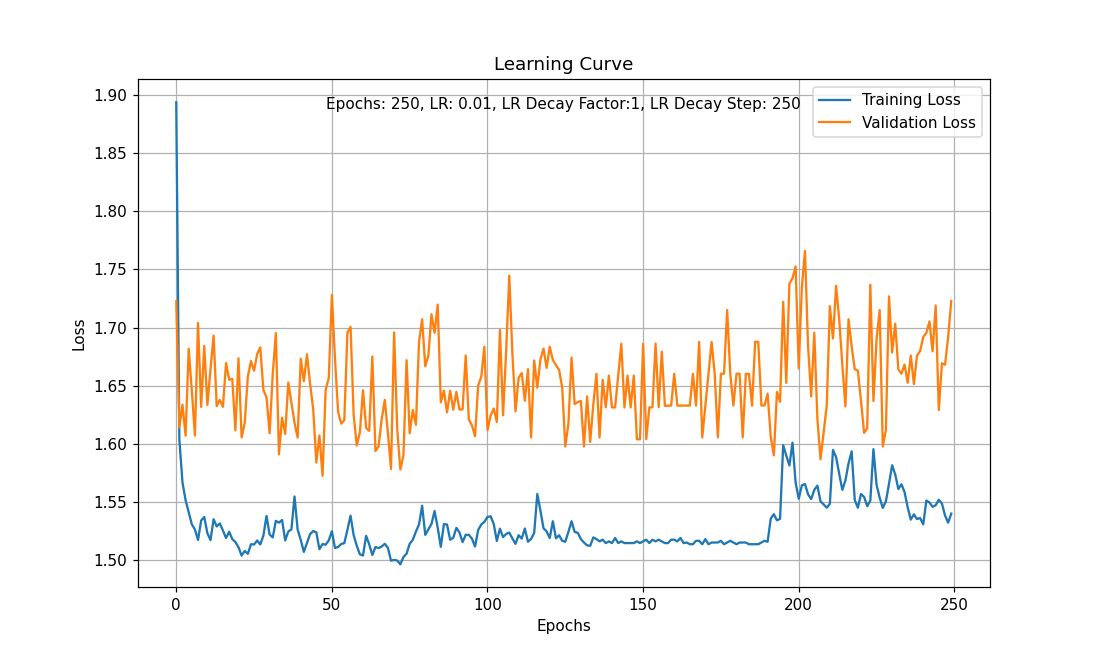 Learning Curve
Epochs: 250, LR: 0.01, LR Decay Factor:1, LR Decay Step: 250
Training Loss
Validation Loss
1.90
1.85
1.80
1.75
1.70
1.65
1.60
1.55
1.50
Loss
0
50
100
150
200
250
Epochs